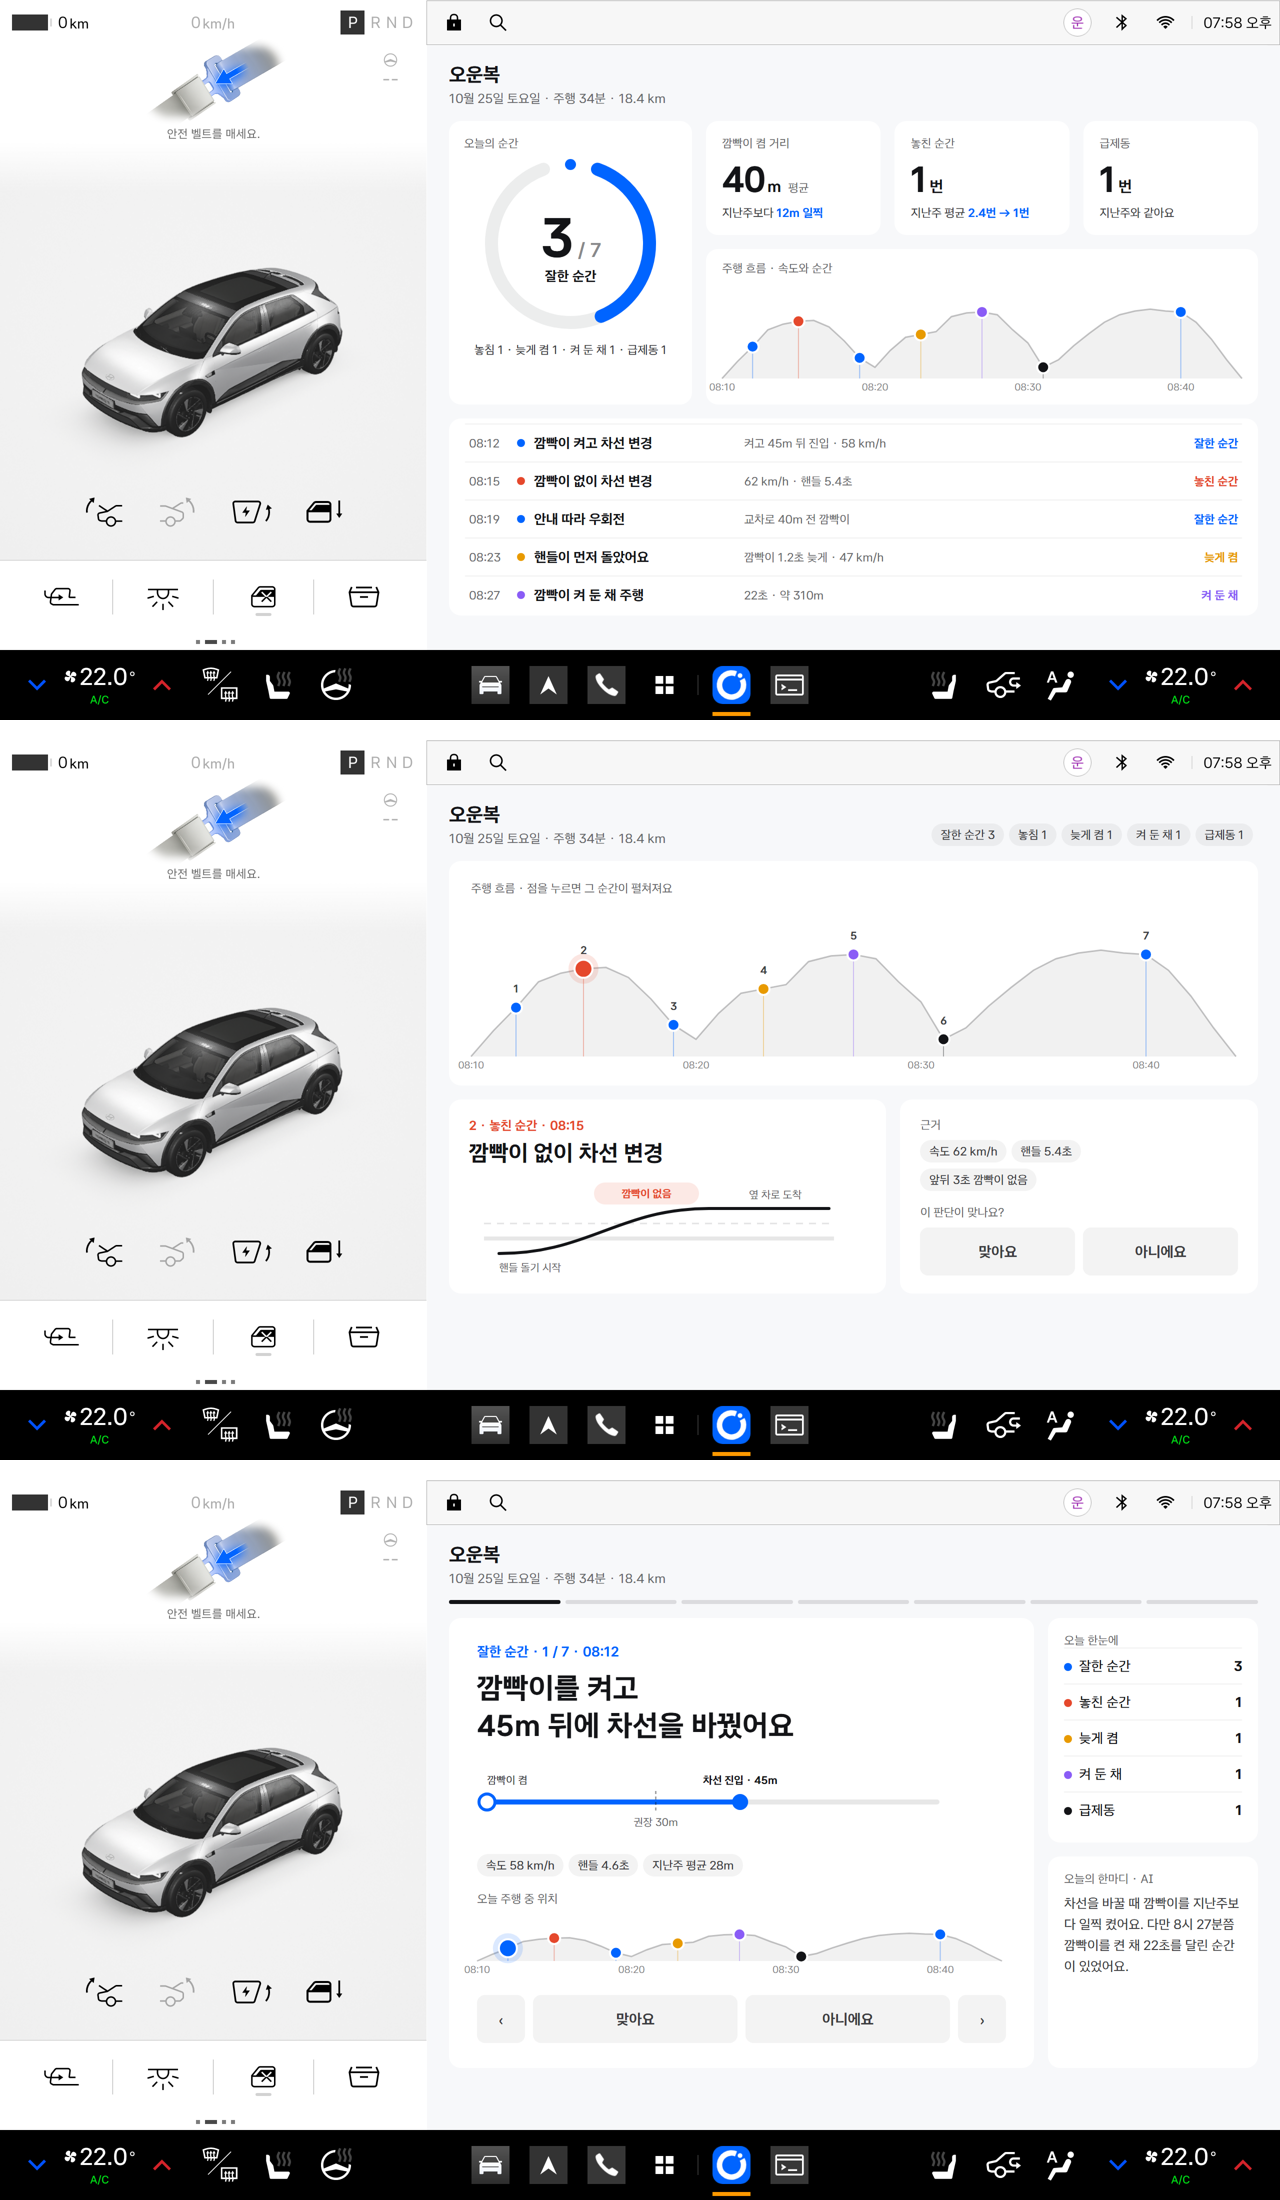 0 km
0 km/h
P R N D
안전 벨트를 매세요.
운
07:58 오후
오운복
10월 25일 토요일 · 주행 34분 · 18.4 km
오늘의 순간
3 / 7
잘한 순간
놓침 1 · 늦게 켬 1 · 켜 둔 채 1 · 급제동 1
깜빡이 켬 거리
40 m 평균
지난주보다 12m 일찍
놓친 순간
1 번
지난주 평균 2.4번 → 1번
급제동
1 번
지난주와 같아요
주행 흐름 · 속도와 순간
08:10 08:20 08:30 08:40
08:12 깜빡이 켜고 차선 변경 켜고 45m 뒤 진입 · 58 km/h 잘한 순간
08:15 깜빡이 없이 차선 변경 62 km/h · 핸들 5.4초 놓친 순간
08:19 안내 따라 우회전 교차로 40m 전 깜빡이 잘한 순간
08:23 핸들이 먼저 돌았어요 깜빡이 1.2초 늦게 · 47 km/h 늦게 켬
08:27 깜빡이 켜 둔 채 주행 22초 · 약 310m 켜 둔 채
22.0°
A/C
A
22.0°
A/C
0 km
0 km/h
P R N D
안전 벨트를 매세요.
운
07:58 오후
오운복
10월 25일 토요일 · 주행 34분 · 18.4 km
잘한 순간 3 놓침 1 늦게 켬 1 켜 둔 채 1 급제동 1
주행 흐름 · 점을 누르면 그 순간이 펼쳐져요
1 2 3 4 5 6 7
08:10 08:20 08:30 08:40
2 · 놓친 순간 · 08:15
깜빡이 없이 차선 변경
깜빡이 없음
옆 차로 도착
핸들 돌기 시작
근거
속도 62 km/h 핸들 5.4초
앞뒤 3초 깜빡이 없음
이 판단이 맞나요?
맞아요 아니에요
22.0°
A/C
A
22.0°
A/C
0 km
0 km/h
P R N D
안전 벨트를 매세요.
운
07:58 오후
오운복
10월 25일 토요일 · 주행 34분 · 18.4 km
잘한 순간 · 1 / 7 · 08:12
깜빡이를 켜고
45m 뒤에 차선을 바꿨어요
깜빡이 켬
차선 진입 · 45m
권장 30m
속도 58 km/h 핸들 4.6초 지난주 평균 28m
오늘 주행 중 위치
08:10 08:20 08:30 08:40
‹ 맞아요 아니에요 ›
오늘 한눈에
잘한 순간 3
놓친 순간 1
늦게 켬 1
켜 둔 채 1
급제동 1
오늘의 한마디 · AI
차선을 바꿀 때 깜빡이를 지난주보
다 일찍 켰어요. 다만 8시 27분쯤
깜빡이를 켠 채 22초를 달린 순간
이 있었어요.
22.0°
A/C
A
22.0°
A/C